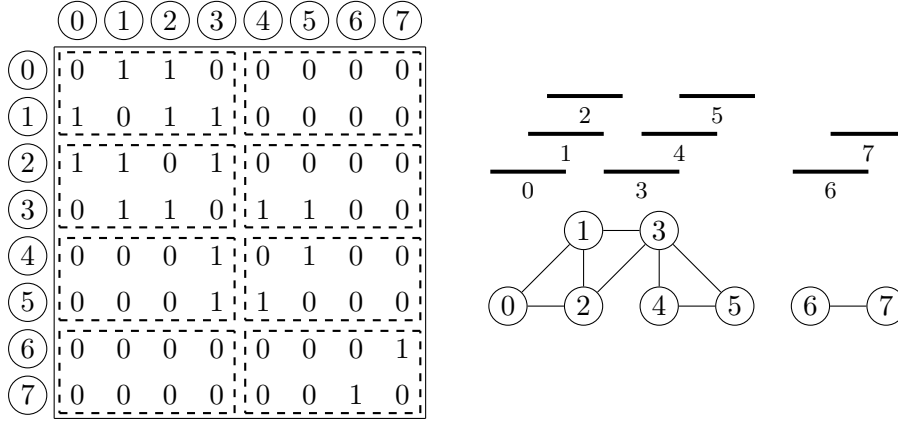 0 1 2 3 4 5 6 7
0 0 1 1 0 0 0 0 0
1 1 0 1 1 0 0 0 0
2 1 1 0 1 0 0 0 0
3 0 1 1 0 1 1 0 0
4 0 0 0 1 0 1 0 0
5 0 0 0 1 1 0 0 0
6 0 0 0 0 0 0 0 1
7 0 0 0 0 0 0 1 0
2 5
1 4 7
0 3 6
1 3
0 2 4 5 6 7